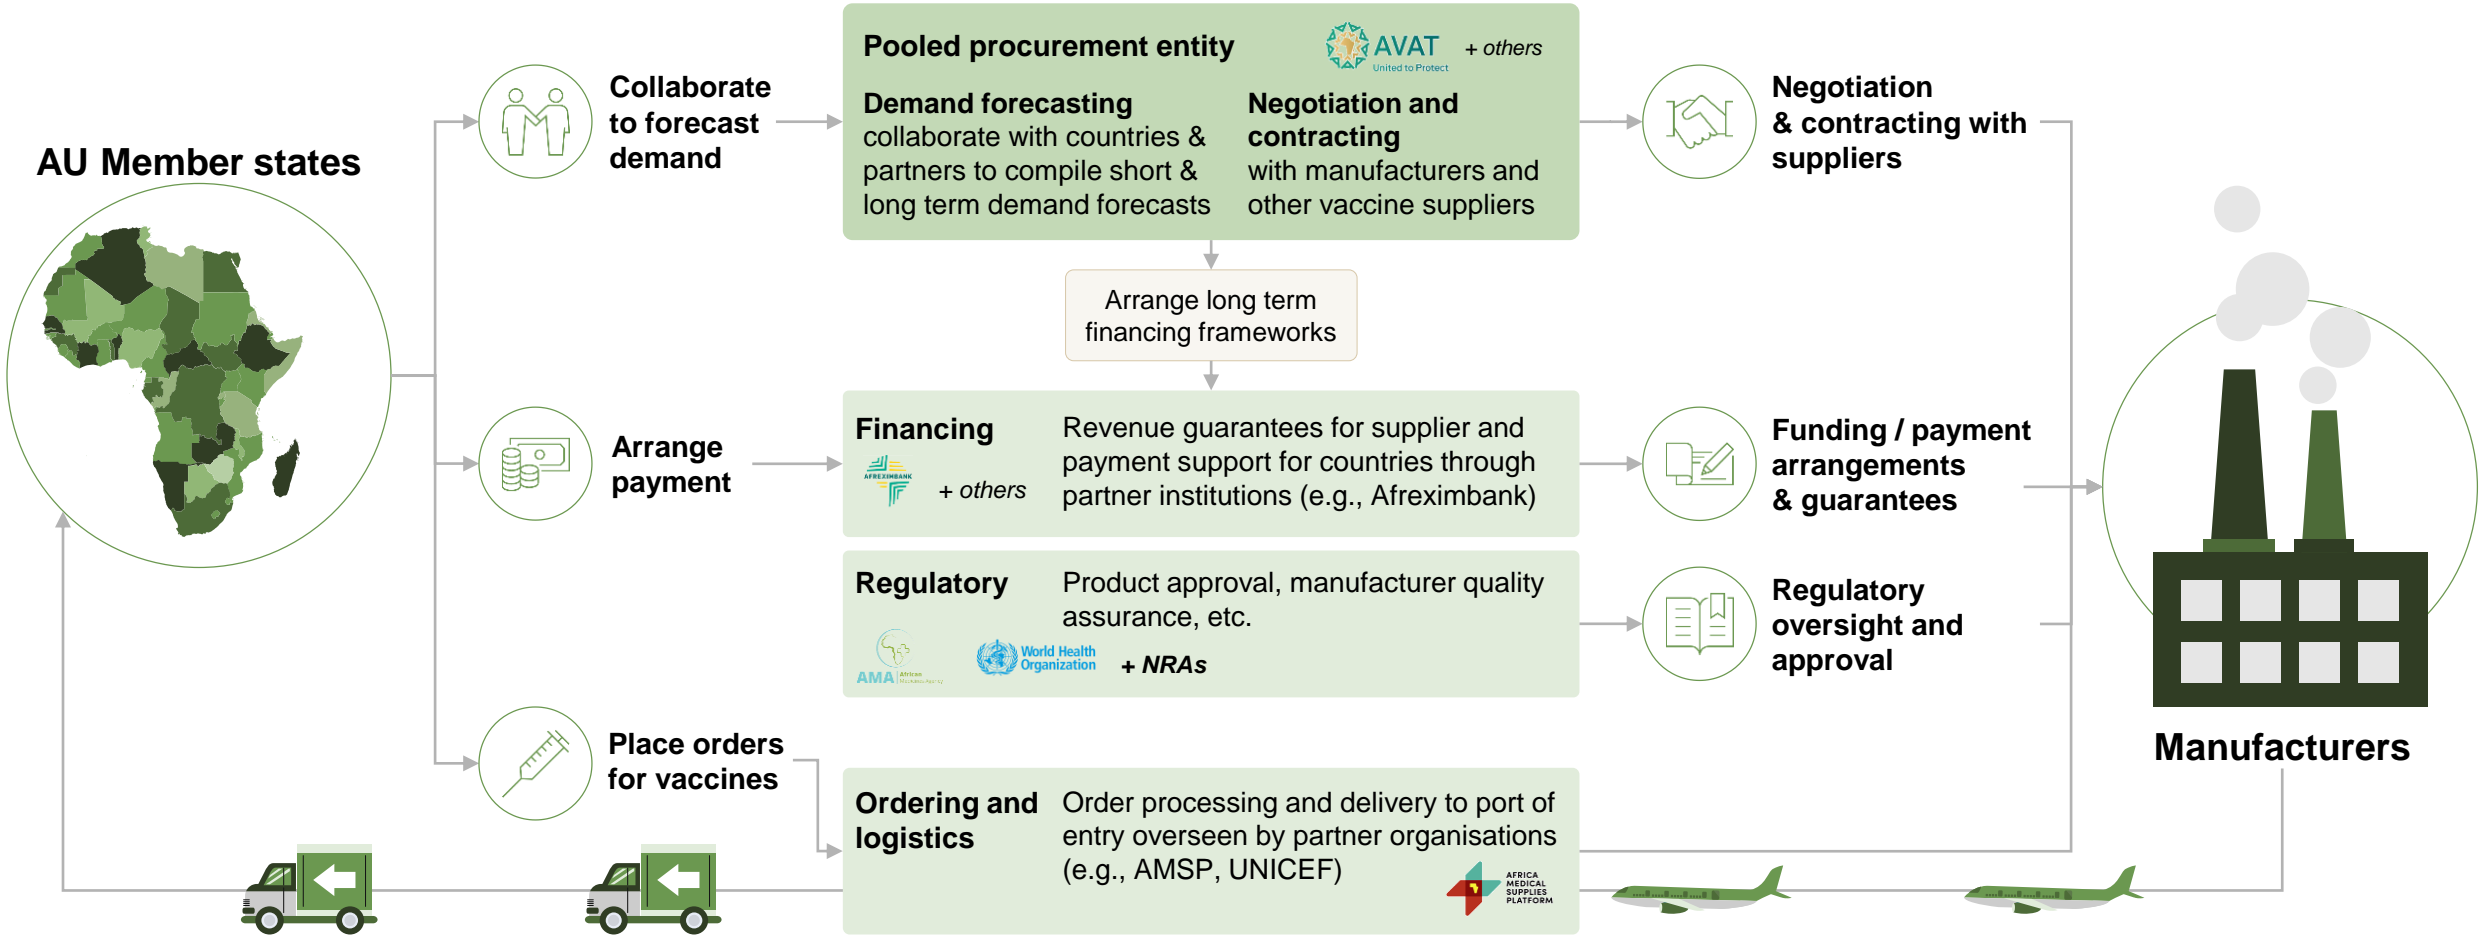 AU Member states
Collaborate
to forecast
demand
Pooled procurement entity
AVAT
United to Protect
+ others
Demand forecasting
collaborate with countries &
partners to compile short &
long term demand forecasts
Negotiation and
contracting
with manufacturers and
other vaccine suppliers
Negotiation
& contracting with
suppliers
Arrange long term
financing frameworks
Arrange
payment
Financing
AFREXIMBANK
+ others
Revenue guarantees for supplier and
payment support for countries through
partner institutions (e.g., Afreximbank)
Funding / payment
arrangements
& guarantees
Regulatory
Product approval, manufacturer quality
assurance, etc.
AMA
African
Medicines Agency
World Health
Organization
+ NRAs
Regulatory
oversight and
approval
Place orders
for vaccines
Ordering and
logistics
Order processing and delivery to port of
entry overseen by partner organisations
(e.g., AMSP, UNICEF)
AFRICA
MEDICAL
SUPPLIES
PLATFORM
Manufacturers